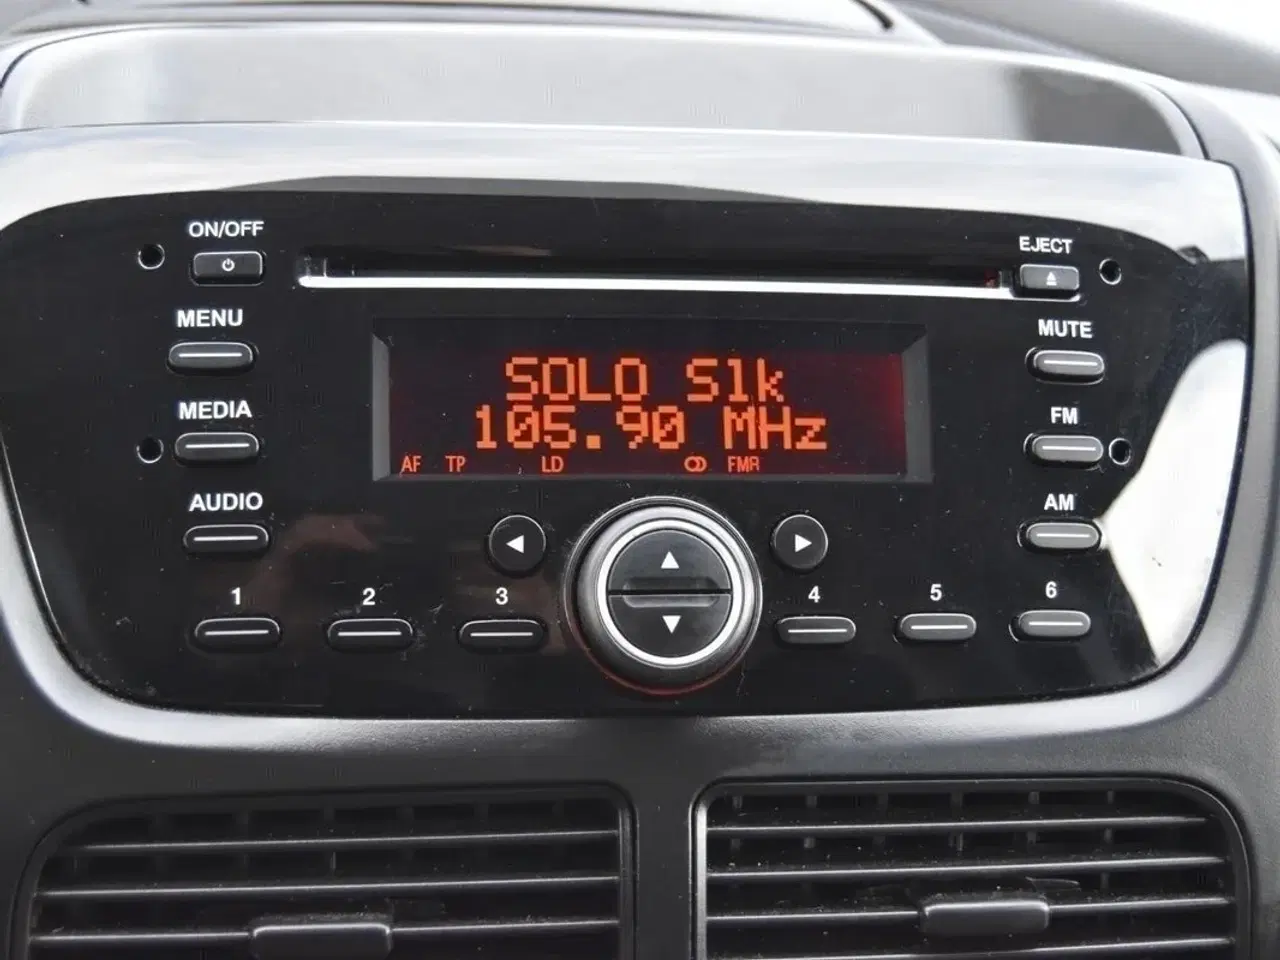 ON/OFF
EJECT
MENU
MUTE
SOLO Slk
105.90 MHz
AF TP LD FMR
MEDIA
FM
AUDIO
AM
1 2 3 4 5 6